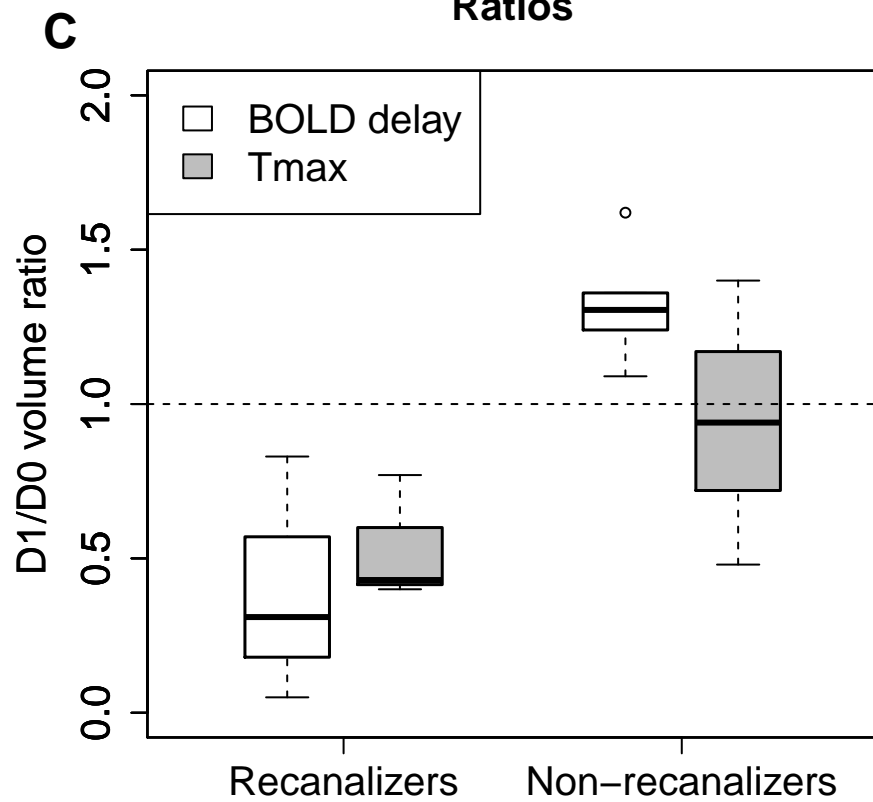 Ratios
C
2.0
1.5
1.0
0.5
0.0
D1/D0 volume ratio
BOLD delay
Tmax
Recanalizers
Non−recanalizers